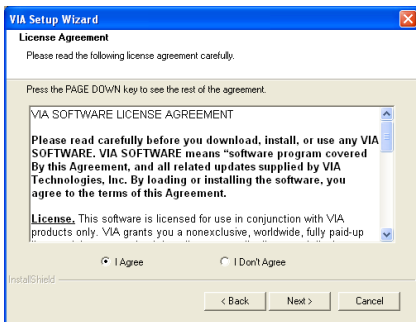 VIA Setup Wizard
License Agreement
Please read the following license agreement carefully.
Press the PAGE DOWN key to see the rest of the agreement.
VIA SOFTWARE LICENSE AGREEMENT
Please read carefully before you download, install, or use any VIA
SOFTWARE. VIA SOFTWARE means “software program covered
By this Agreement, and all related updates supplied by VIA
Technologies, Inc. By loading or installing the software, you
agree to the terms of this Agreement.
License. This software is licensed for use in conjunction with VIA
products only. VIA grants you a nonexclusive, worldwide, fully paid-up
I Agree
I Don't Agree
InstallShield
< Back
Next >
Cancel